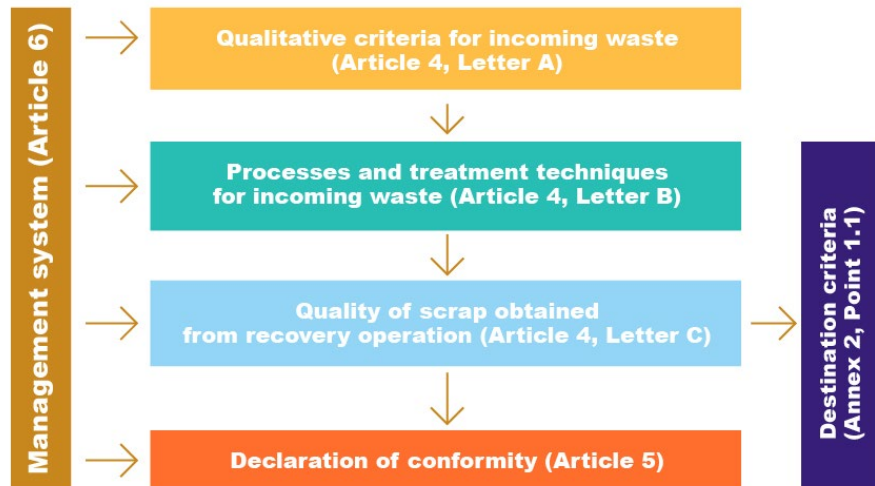 Management system (Article 6)
Qualitative criteria for incoming waste
(Article 4, Letter A)
Processes and treatment techniques
for incoming waste (Article 4, Letter B)
Quality of scrap obtained
from recovery operation (Article 4, Letter C)
Declaration of conformity (Article 5)
Destination criteria
(Annex 2, Point 1.1)